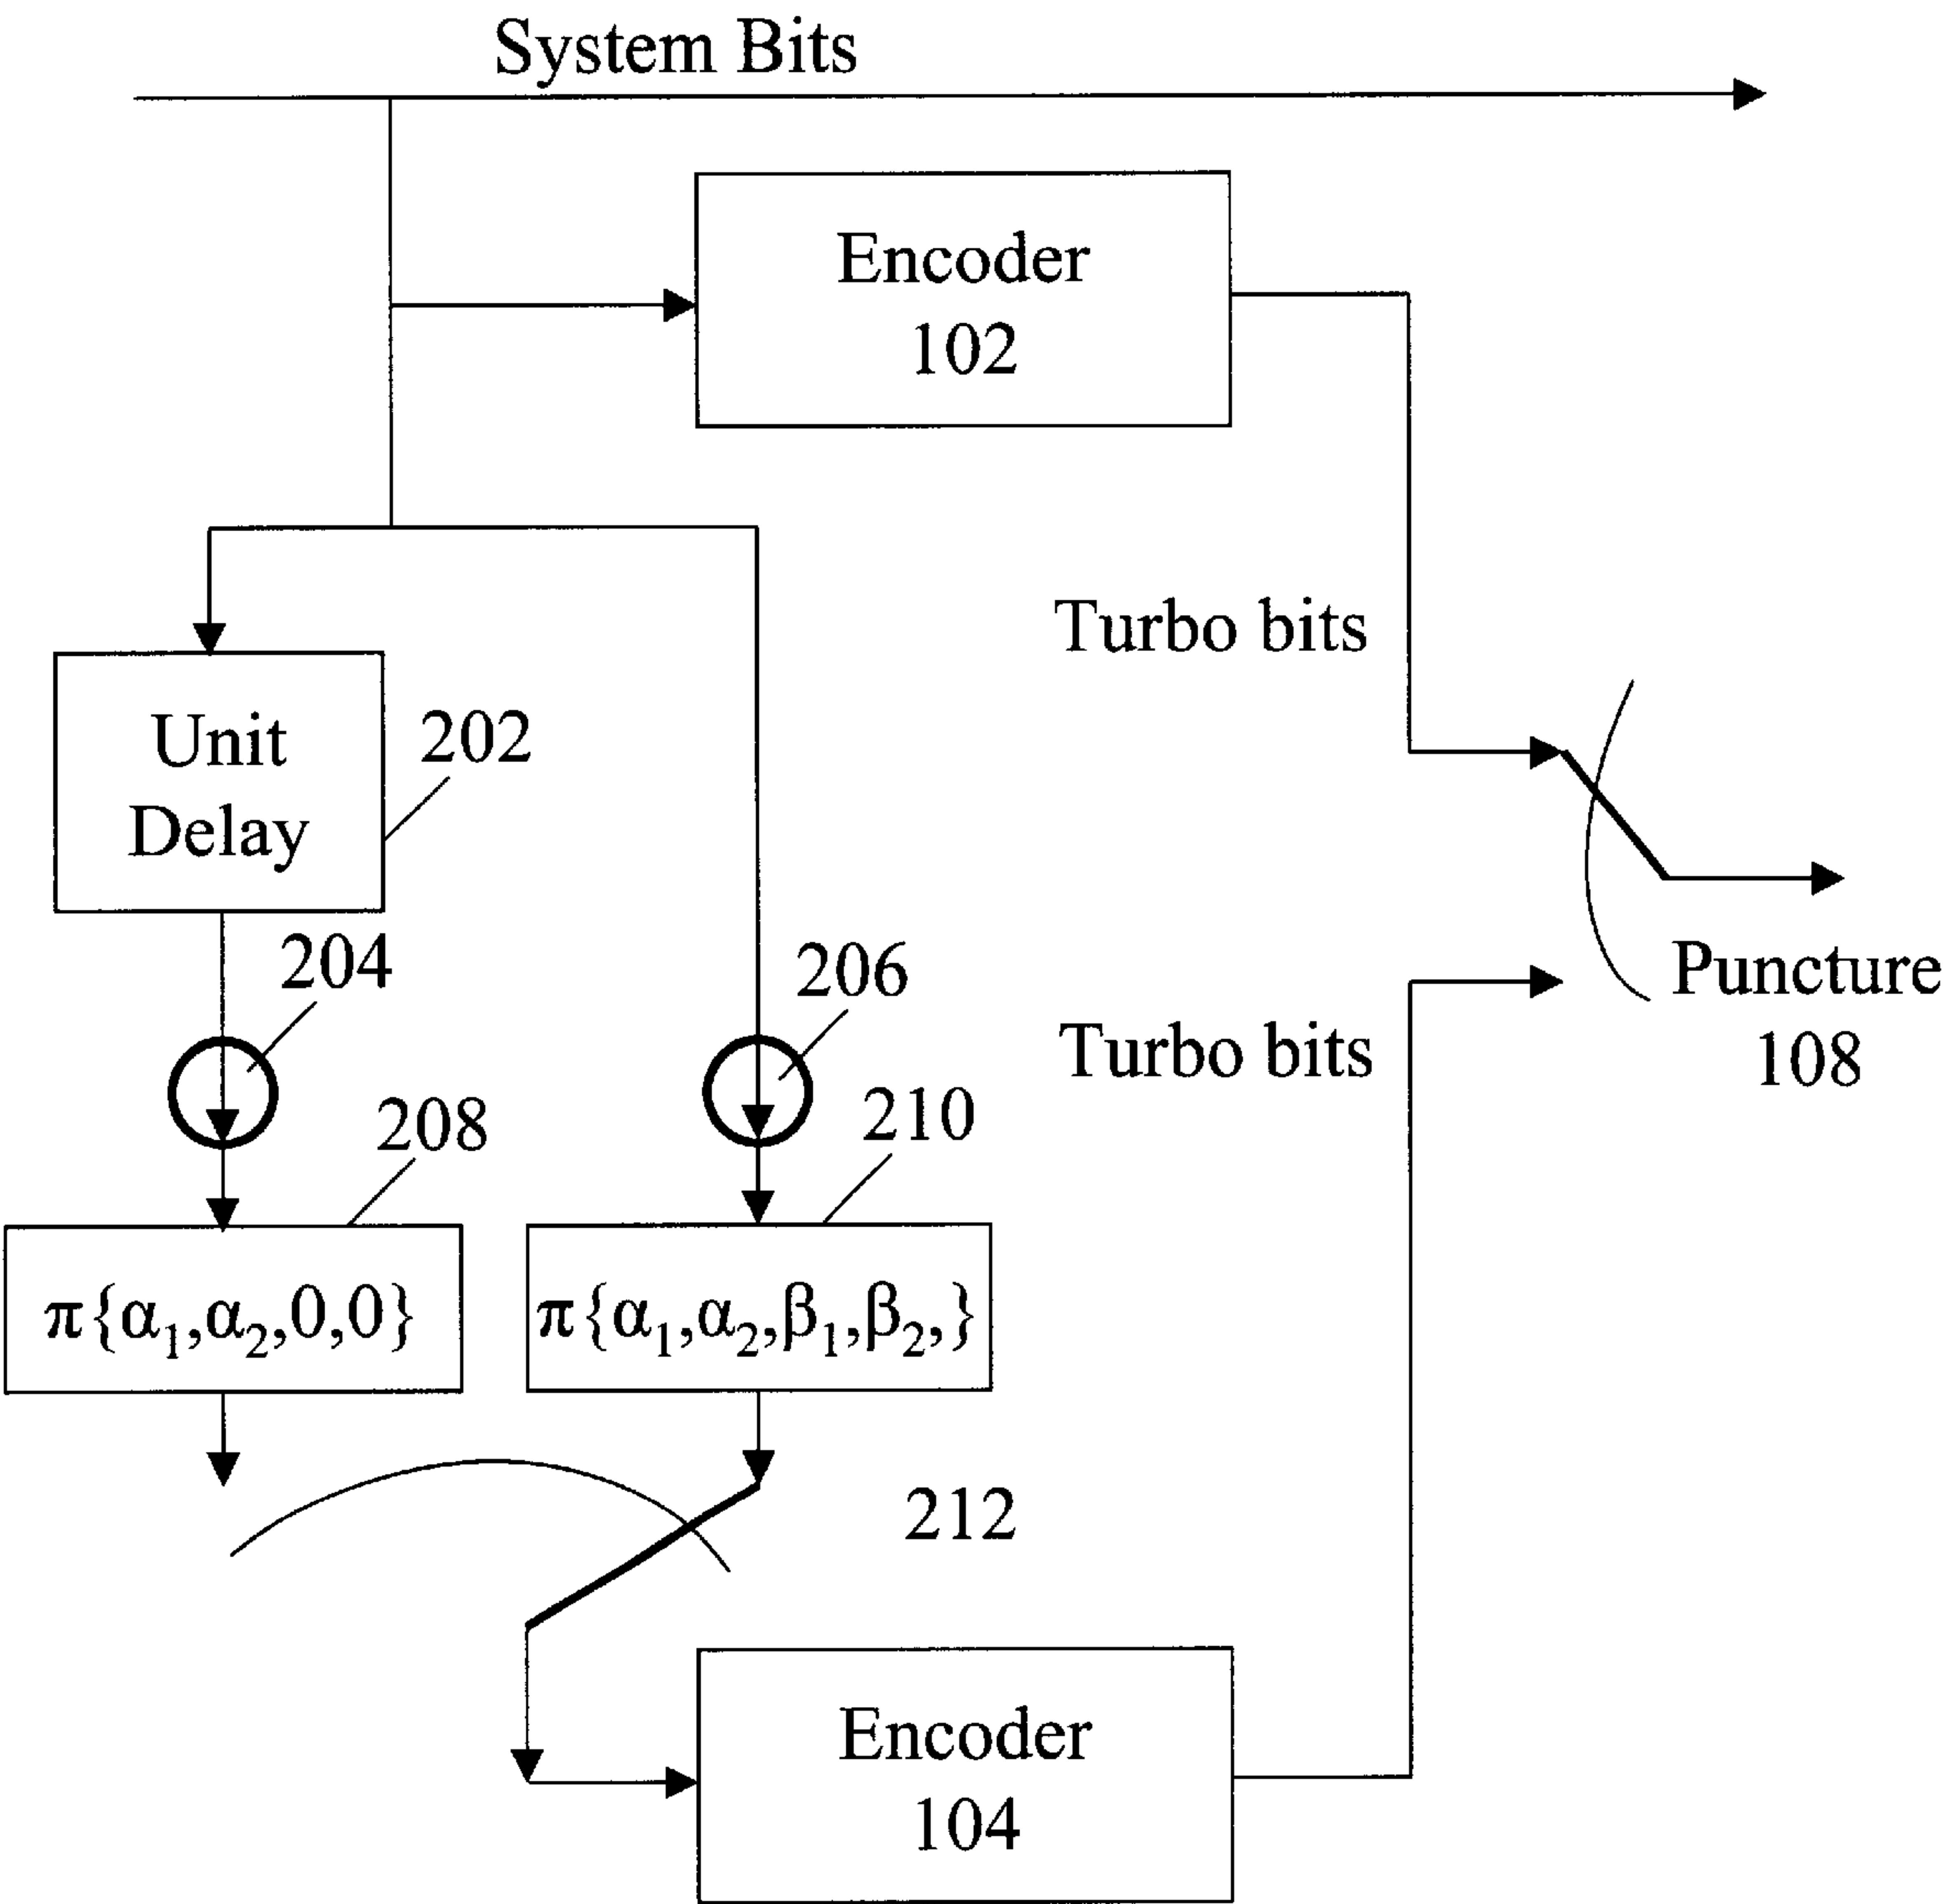 System Bits
Encoder
102
Turbo bits
Unit
Delay
202
204
206
Puncture
108
Turbo bits
208
210
π{α₁,α₂,0,0}
π{α₁,α₂,β₁,β₂,}
212
Encoder
104